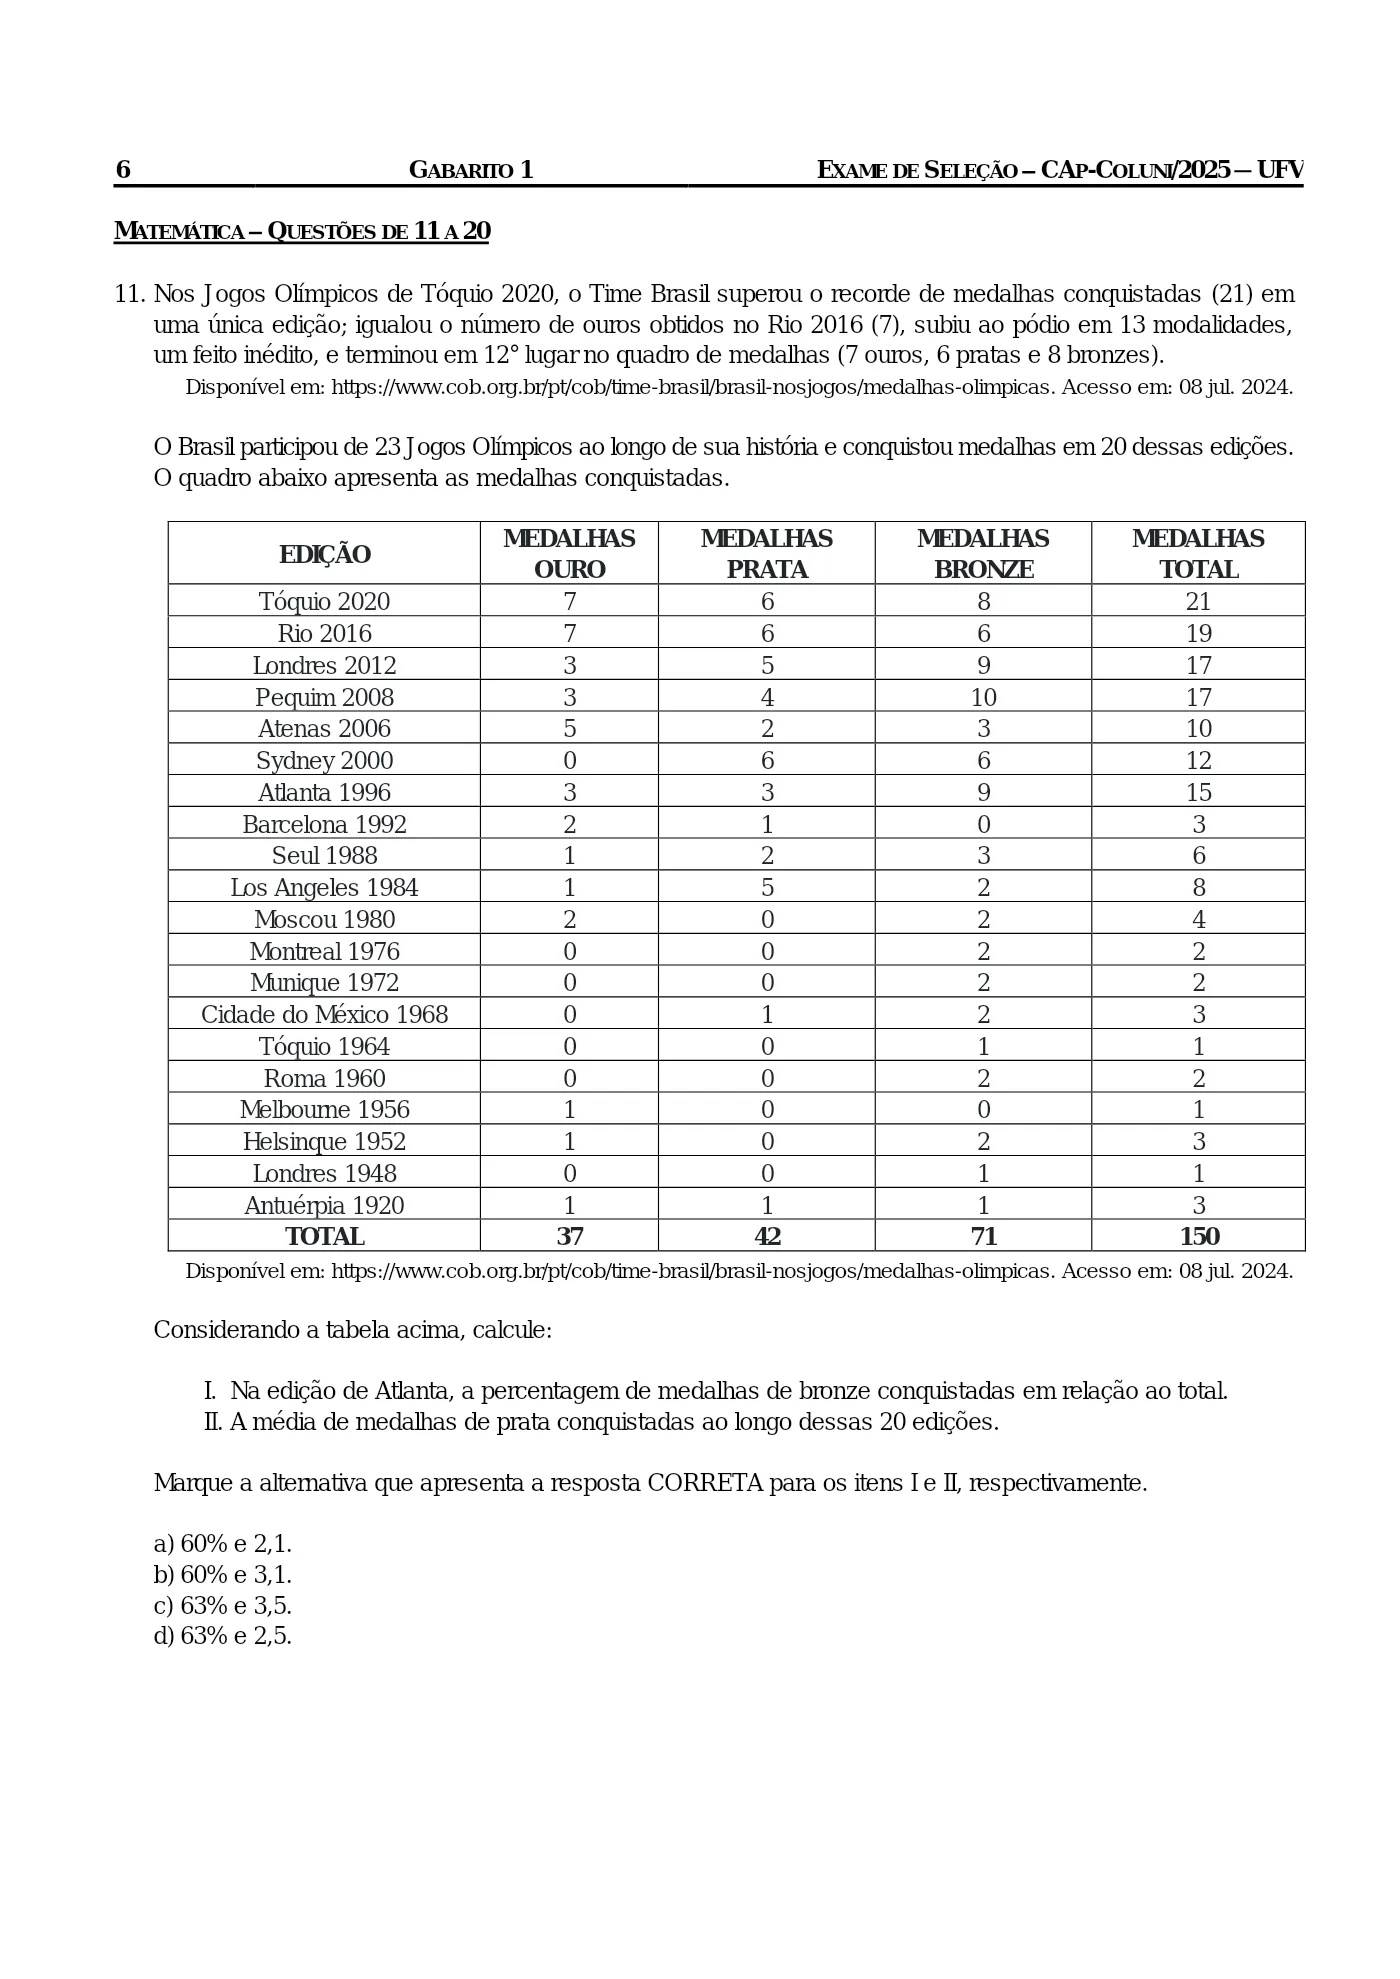 6 GABARITO 1 EXAME DE SELEÇÃO – CAP-COLUNI/2025 — UFV
MATEMÁTICA – QUESTÕES DE 11 A 20
11. Nos Jogos Olímpicos de Tóquio 2020, o Time Brasil superou o recorde de medalhas conquistadas (21) em
uma única edição; igualou o número de ouros obtidos no Rio 2016 (7), subiu ao pódio em 13 modalidades,
um feito inédito, e terminou em 12° lugar no quadro de medalhas (7 ouros, 6 pratas e 8 bronzes).
Disponível em: https://www.cob.org.br/pt/cob/time-brasil/brasil-nosjogos/medalhas-olimpicas. Acesso em: 08 jul. 2024.
O Brasil participou de 23 Jogos Olímpicos ao longo de sua história e conquistou medalhas em 20 dessas edições.
O quadro abaixo apresenta as medalhas conquistadas.
EDIÇÃO MEDALHAS OURO MEDALHAS PRATA MEDALHAS BRONZE MEDALHAS TOTAL
Tóquio 2020 7 6 8 21
Rio 2016 7 6 6 19
Londres 2012 3 5 9 17
Pequim 2008 3 4 10 17
Atenas 2006 5 2 3 10
Sydney 2000 0 6 6 12
Atlanta 1996 3 3 9 15
Barcelona 1992 2 1 0 3
Seul 1988 1 2 3 6
Los Angeles 1984 1 5 2 8
Moscou 1980 2 0 2 4
Montreal 1976 0 0 2 2
Munique 1972 0 0 2 2
Cidade do México 1968 0 1 2 3
Tóquio 1964 0 0 1 1
Roma 1960 0 0 2 2
Melbourne 1956 1 0 0 1
Helsinque 1952 1 0 2 3
Londres 1948 0 0 1 1
Antuérpia 1920 1 1 1 3
TOTAL 37 42 71 150
Disponível em: https://www.cob.org.br/pt/cob/time-brasil/brasil-nosjogos/medalhas-olimpicas. Acesso em: 08 jul. 2024.
Considerando a tabela acima, calcule:
I. Na edição de Atlanta, a percentagem de medalhas de bronze conquistadas em relação ao total.
II. A média de medalhas de prata conquistadas ao longo dessas 20 edições.
Marque a alternativa que apresenta a resposta CORRETA para os itens I e II, respectivamente.
a) 60% e 2,1.
b) 60% e 3,1.
c) 63% e 3,5.
d) 63% e 2,5.